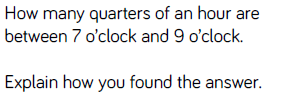 How many quarters of an hour are
between 7 o'clock and 9 o'clock.
Explain how you found the answer.